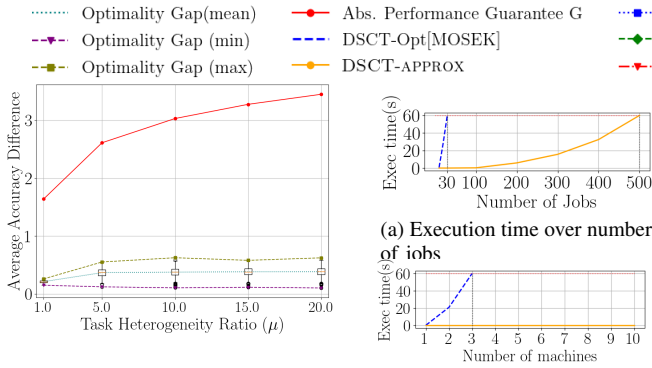 Optimality Gap(mean)
Optimality Gap (min)
Optimality Gap (max)
Abs. Performance Guarantee G
DSCT-Opt[MOSEK]
DSCT-APPROX
Average Accuracy Difference
3
2
1
0
1.0 5.0 10.0 15.0 20.0
Task Heterogeneity Ratio (μ)
Exec time(s)
60
40
20
0
30 100 200 300 400 500
Number of Jobs
(a) Execution time over number
of jobs
Exec time(s)
60
40
20
0
1 2 3 4 5 6 7 8 9 10
Number of machines